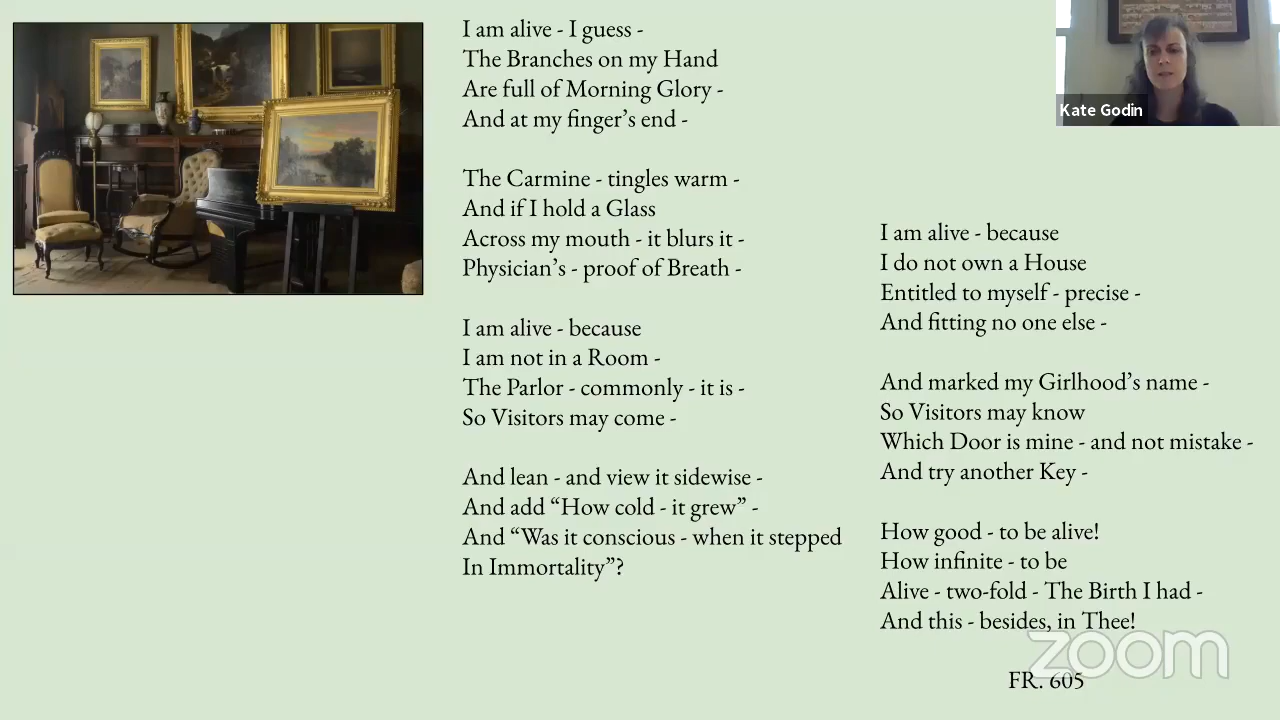 I am alive - I guess -
The Branches on my Hand
Are full of Morning Glory -
And at my finger's end -
The Carmine - tingles warm -
And if I hold a Glass
Across my mouth - it blurs it -
Physician's - proof of Breath -
I am alive - because
I am not in a Room -
The Parlor - commonly - it is -
So Visitors may come -
And lean - and view it sidewise -
And add “How cold - it grew” -
And “Was it conscious - when it stepped
In Immortality”?
I am alive - because
I do not own a House
Entitled to myself - precise -
And fitting no one else -
And marked my Girlhood's name -
So Visitors may know
Which Door is mine - and not mistake -
And try another Key -
How good - to be alive!
How infinite - to be
Alive - two-fold - The Birth I had -
And this - besides, in Thee!
FR. 605
Kate Godin
zoom